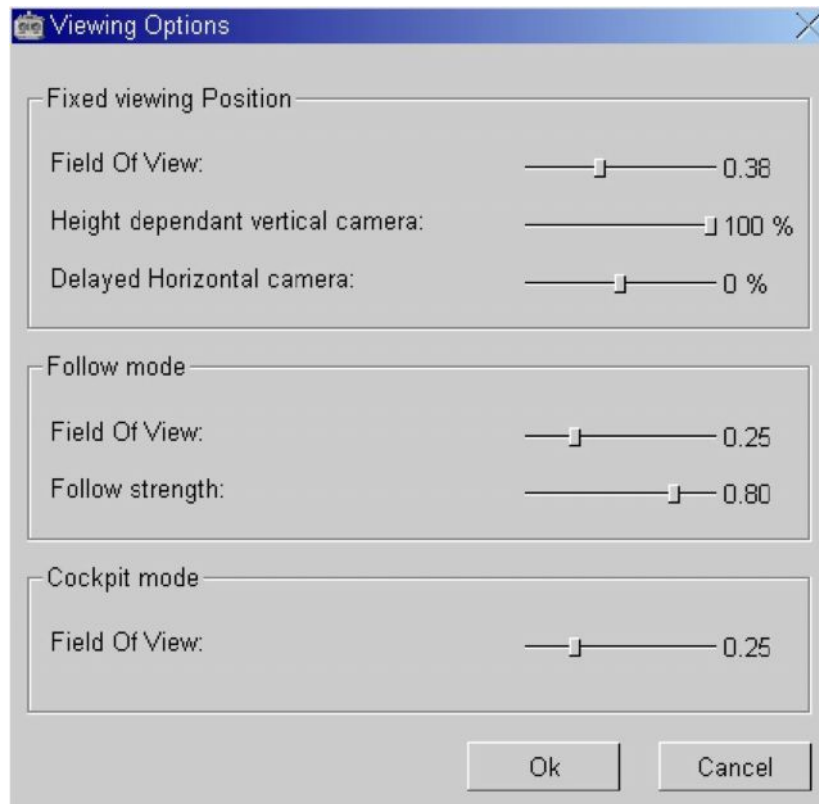 Viewing Options
Fixed viewing Position
Field Of View: 0.38
Height dependant vertical camera: 100 %
Delayed Horizontal camera: 0 %
Follow mode
Field Of View: 0.25
Follow strength: 0.80
Cockpit mode
Field Of View: 0.25
Ok Cancel